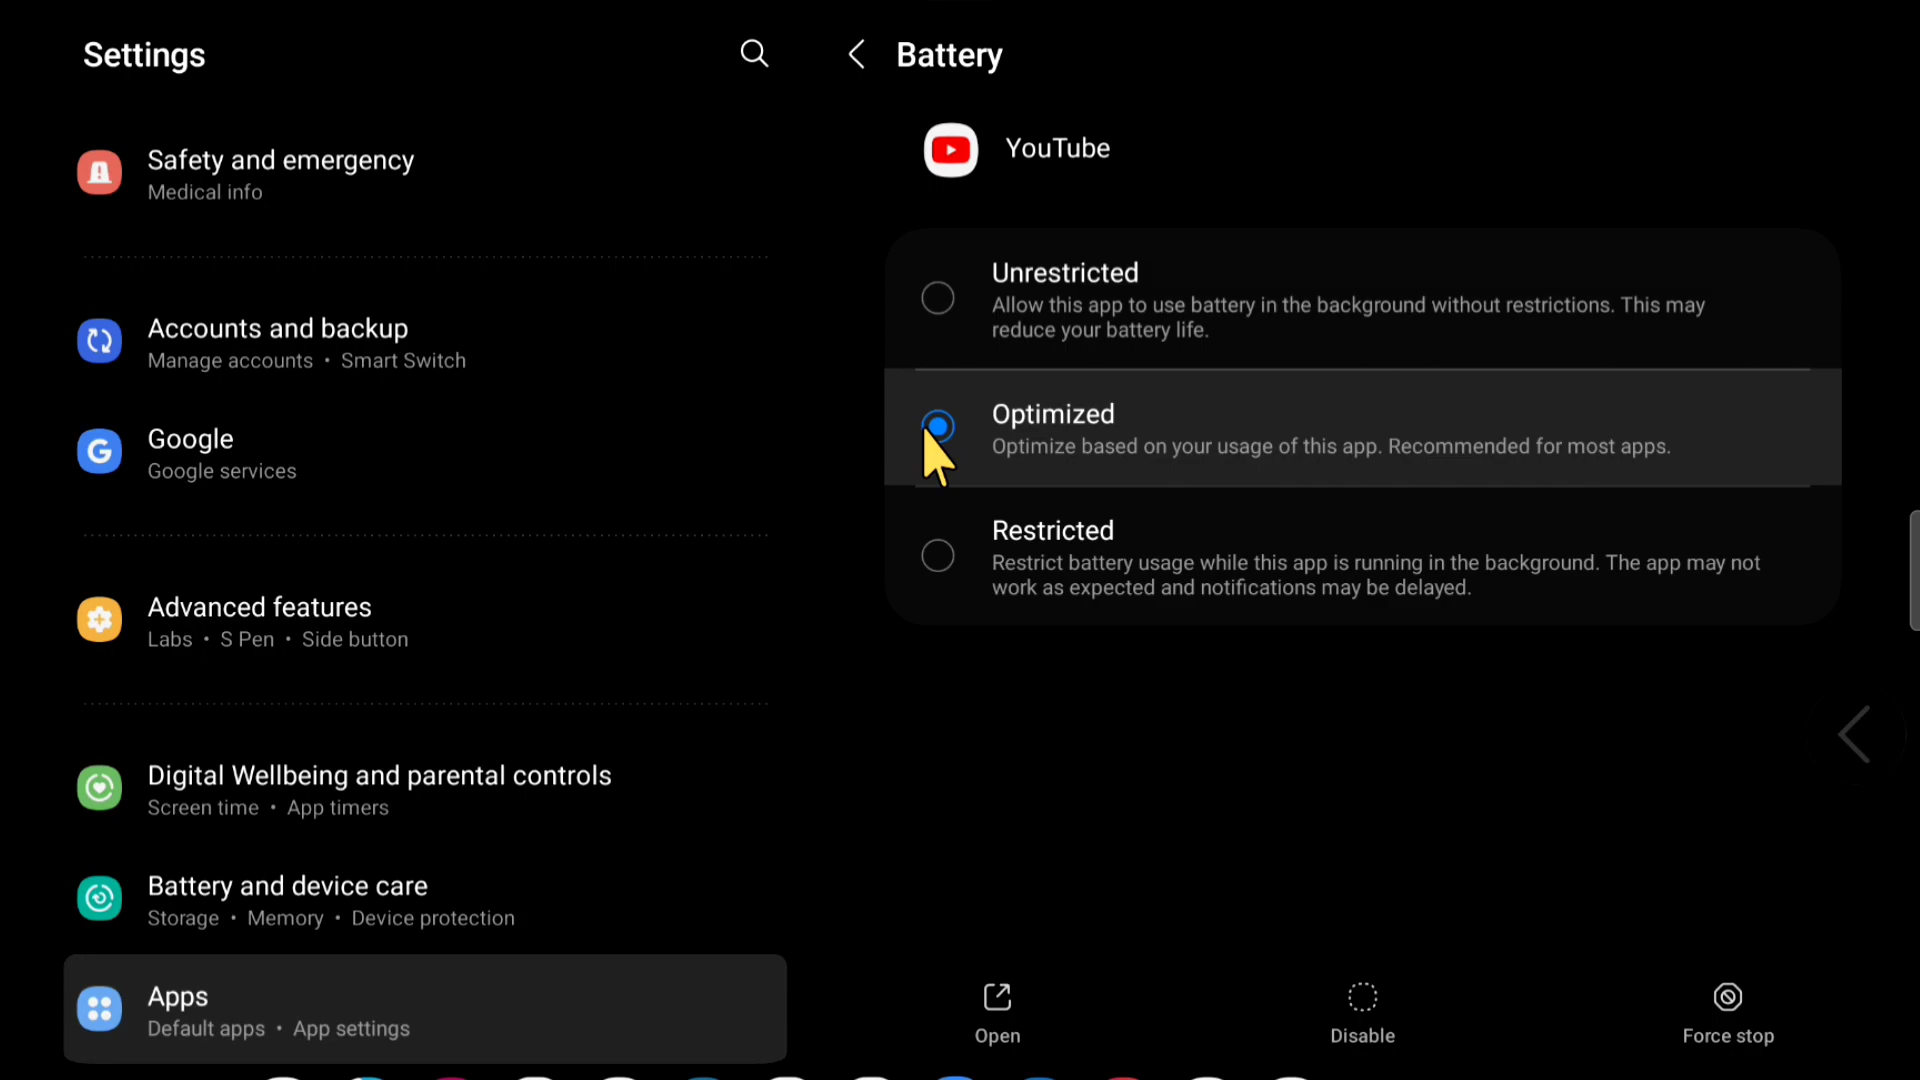 Settings
Safety and emergency
Medical info
Accounts and backup
Manage accounts • Smart Switch
Google
Google services
Advanced features
Labs • S Pen • Side button
Digital Wellbeing and parental controls
Screen time • App timers
Battery and device care
Storage • Memory • Device protection
Apps
Default apps • App settings
Battery
YouTube
Unrestricted
Allow this app to use battery in the background without restrictions. This may
reduce your battery life.
Optimized
Optimize based on your usage of this app. Recommended for most apps.
Restricted
Restrict battery usage while this app is running in the background. The app may not
work as expected and notifications may be delayed.
Open
Disable
Force stop